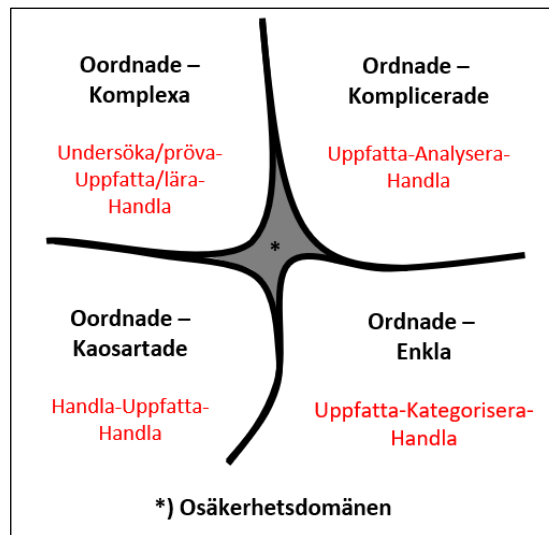 Oordnade –
Komplexa
Undersöka/pröva-
Uppfatta/lära-
Handla
Ordnade –
Komplicerade
Uppfatta-Analysera-
Handla
*
Oordnade –
Kaosartade
Handla-Uppfatta-
Handla
Ordnade –
Enkla
Uppfatta-Kategorisera-
Handla
*) Osäkerhetsdomänen